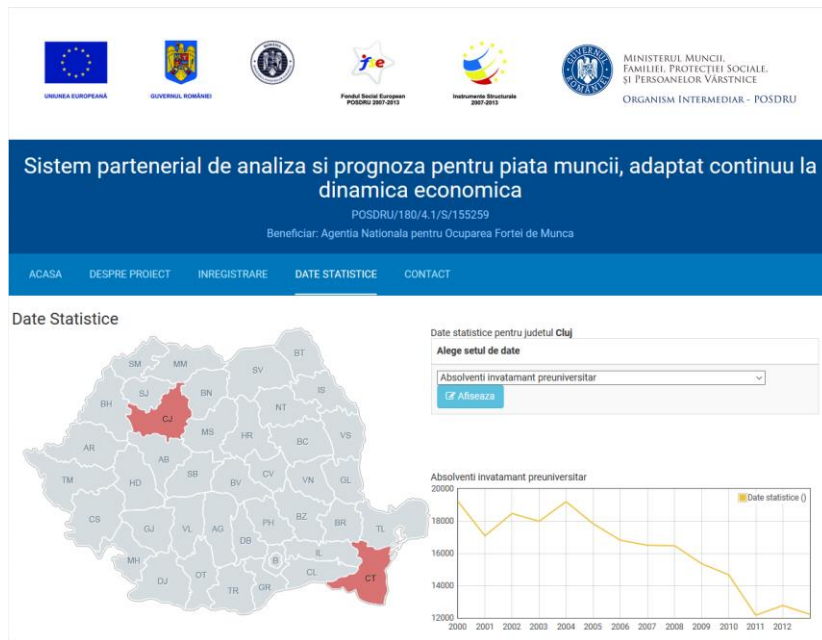 UNIUNEA EUROPEANĂ
GUVERNUL ROMÂNIEI
Fondul Social European
POSDRU 2007-2013
Instrumente Structurale
2007-2013
GUVERNUL ROMÂNIEI
MINISTERUL MUNCII,
FAMILIEI, PROTECȚIEI SOCIALE,
ȘI PERSOANELOR VÂRSTNICE
ORGANISM INTERMEDIAR - POSDRU
Sistem partenerial de analiza si prognoza pentru piata muncii, adaptat continuu la
dinamica economica
POSDRU/180/4.1/S/155259
Beneficiar: Agentia Nationala pentru Ocuparea Fortei de Munca
ACASA DESPRE PROIECT INREGISTRARE DATE STATISTICE CONTACT
Date Statistice
BT
SM MM SV
SJ BN IS
BH CJ NT
MS HR BC VS
AR AB
TM HD SB BV CV VN GL
CS GJ VL AG PH BZ BR TL
DB
MH B IL
DJ OT TR GR CL CT
Date statistice pentru judetul Cluj
Alege setul de date
Absolventi invatamant preuniversitar
Afiseaza
Absolventi invatamant preuniversitar
Date statistice ()
20000
18000
16000
14000
12000
2000 2001 2002 2003 2004 2005 2006 2007 2008 2009 2010 2011 2012